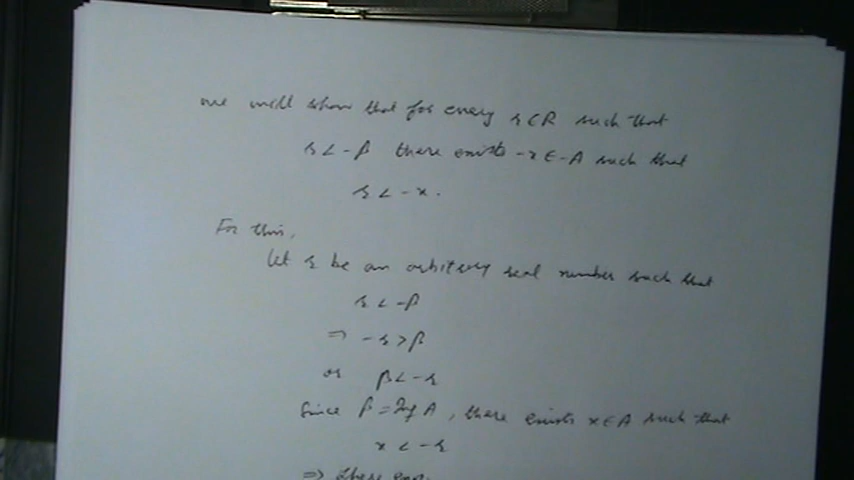 we will show that for every r ∈ R such that
r < -β there exists -x ∈ -A such that
r < -x.
For this,
let r be an arbitrary real number such that
r < -β
⇒ -r > β
or β < -r
Since β = Inf A, there exists x ∈ A such that
x < -r
⇒ there